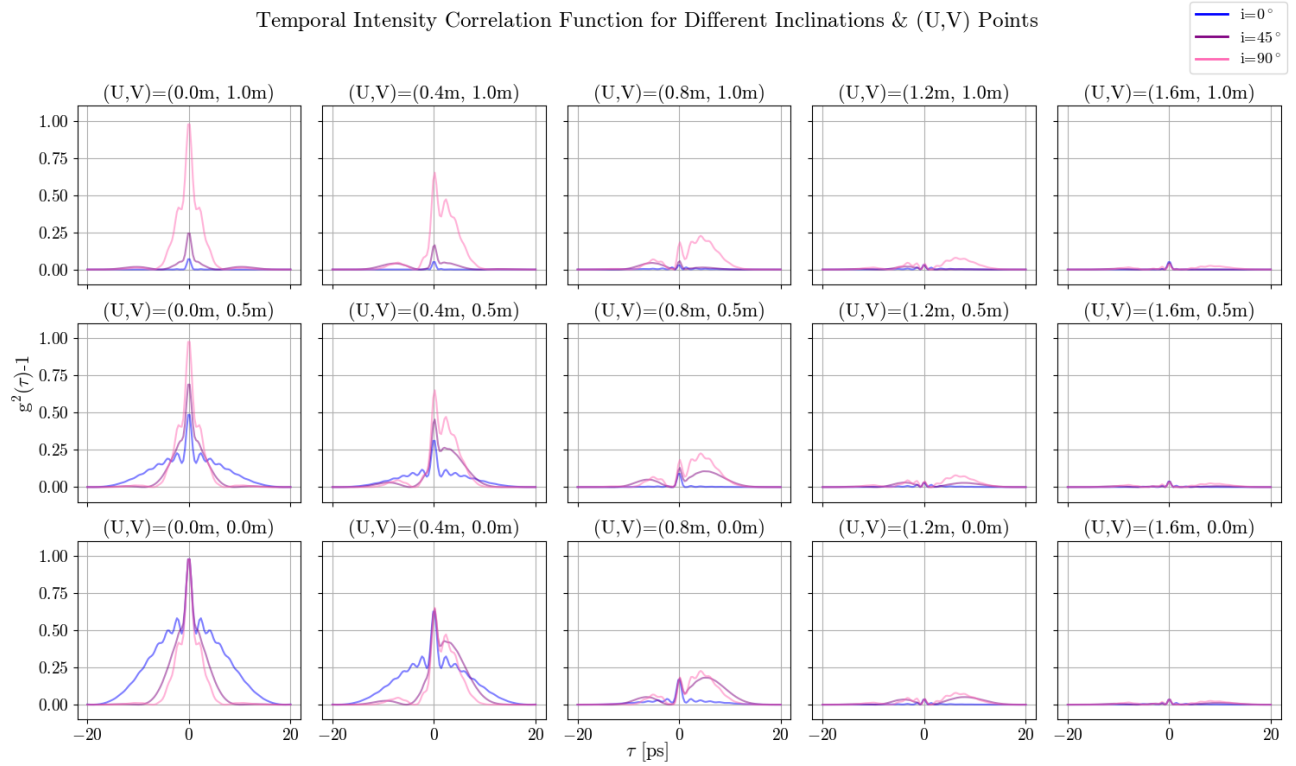 Temporal Intensity Correlation Function for Different Inclinations & (U,V) Points
i=0°
i=45°
i=90°
(U,V)=(0.0m, 1.0m) (U,V)=(0.4m, 1.0m) (U,V)=(0.8m, 1.0m) (U,V)=(1.2m, 1.0m) (U,V)=(1.6m, 1.0m)
1.00
0.75
0.50
0.25
0.00
(U,V)=(0.0m, 0.5m) (U,V)=(0.4m, 0.5m) (U,V)=(0.8m, 0.5m) (U,V)=(1.2m, 0.5m) (U,V)=(1.6m, 0.5m)
1.00
0.75
0.50
0.25
0.00
g²(τ)-1
(U,V)=(0.0m, 0.0m) (U,V)=(0.4m, 0.0m) (U,V)=(0.8m, 0.0m) (U,V)=(1.2m, 0.0m) (U,V)=(1.6m, 0.0m)
1.00
0.75
0.50
0.25
0.00
−20 0 20 −20 0 20 −20 0 20 −20 0 20 −20 0 20
τ [ps]